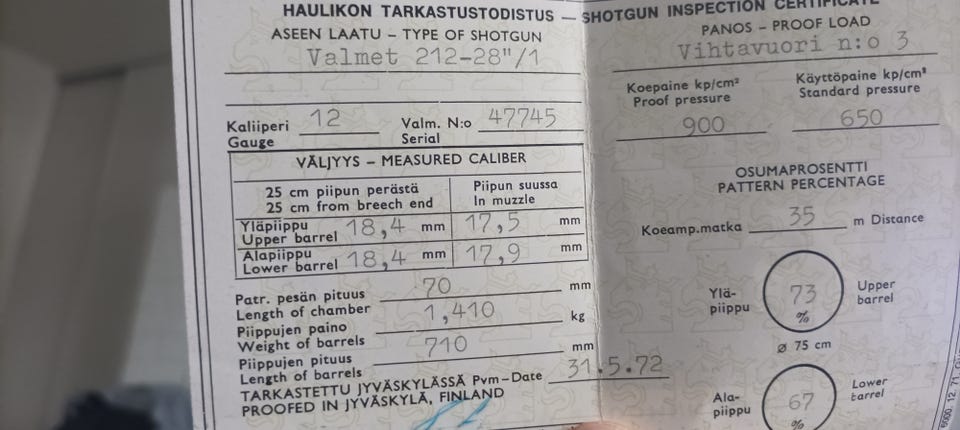 HAULIKON TARKASTUSTODISTUS — SHOTGUN INSPECTION CERTIFICATE
ASEEN LAATU – TYPE OF SHOTGUN
Valmet 212-28"/1
Kaliiperi 12 Valm. N:o 47745
Gauge Serial
VÄLJYYS – MEASURED CALIBER
25 cm piipun perästä Piipun suussa
25 cm from breech end In muzzle
Yläpiippu 18,4 mm 17,5 mm
Upper barrel
Alapiippu 18,4 mm 17,9 mm
Lower barrel
Patr. pesän pituus 70 mm
Length of chamber
Piippujen paino 1,410 kg
Weight of barrels
Piippujen pituus 710 mm
Length of barrels
TARKASTETTU JYVÄSKYLÄSSÄ Pvm – Date 31.5.72
PROOFED IN JYVÄSKYLÄ, FINLAND
PANOS – PROOF LOAD
Vihtavuori n:o 3
Koepaine kp/cm² Käyttöpaine kp/cm²
Proof pressure Standard pressure
900 650
OSUMAPROSENTTI
PATTERN PERCENTAGE
Koeamp.matka 35 m Distance
Ylä- 73 Upper
piippu % barrel
Ø 75 cm
Ala- 67 Lower
piippu % barrel
6000. 12. 71.